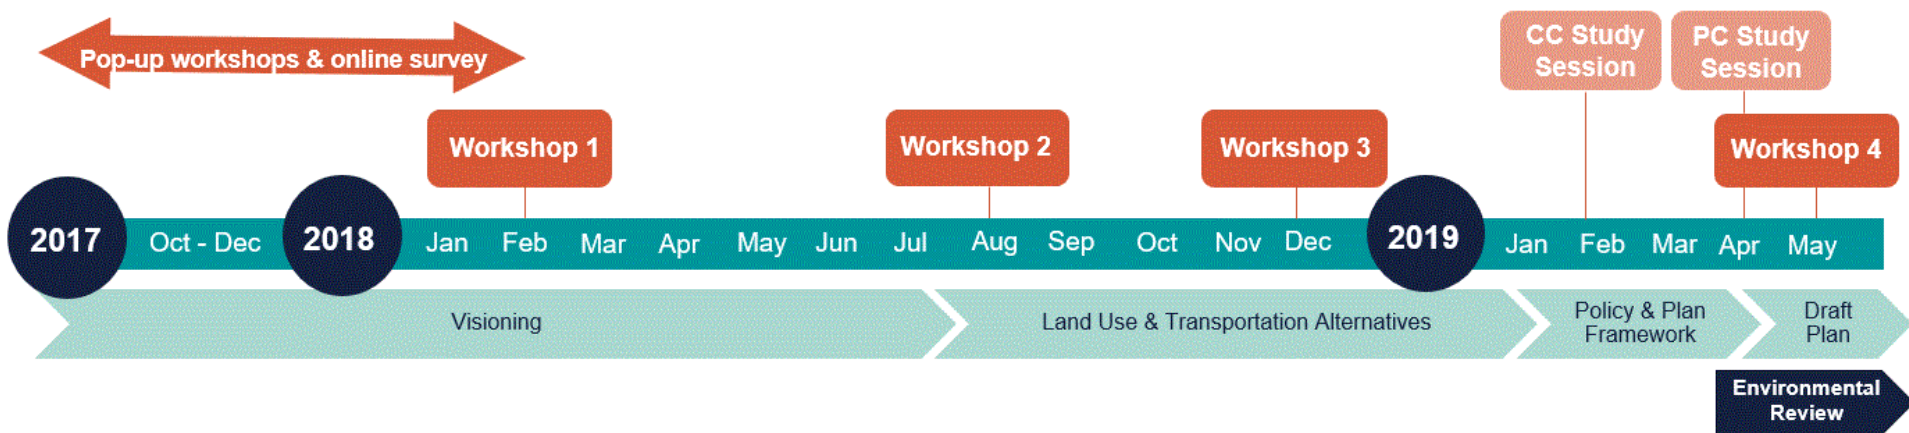 Pop-up workshops & online survey
CC Study
Session
PC Study
Session
Workshop 1
Workshop 2
Workshop 3
Workshop 4
2017
Oct - Dec
2018
Jan
Feb
Mar
Apr
May
Jun
Jul
Aug
Sep
Oct
Nov
Dec
2019
Jan
Feb
Mar
Apr
May
Visioning
Land Use & Transportation Alternatives
Policy & Plan
Framework
Draft
Plan
Environmental
Review